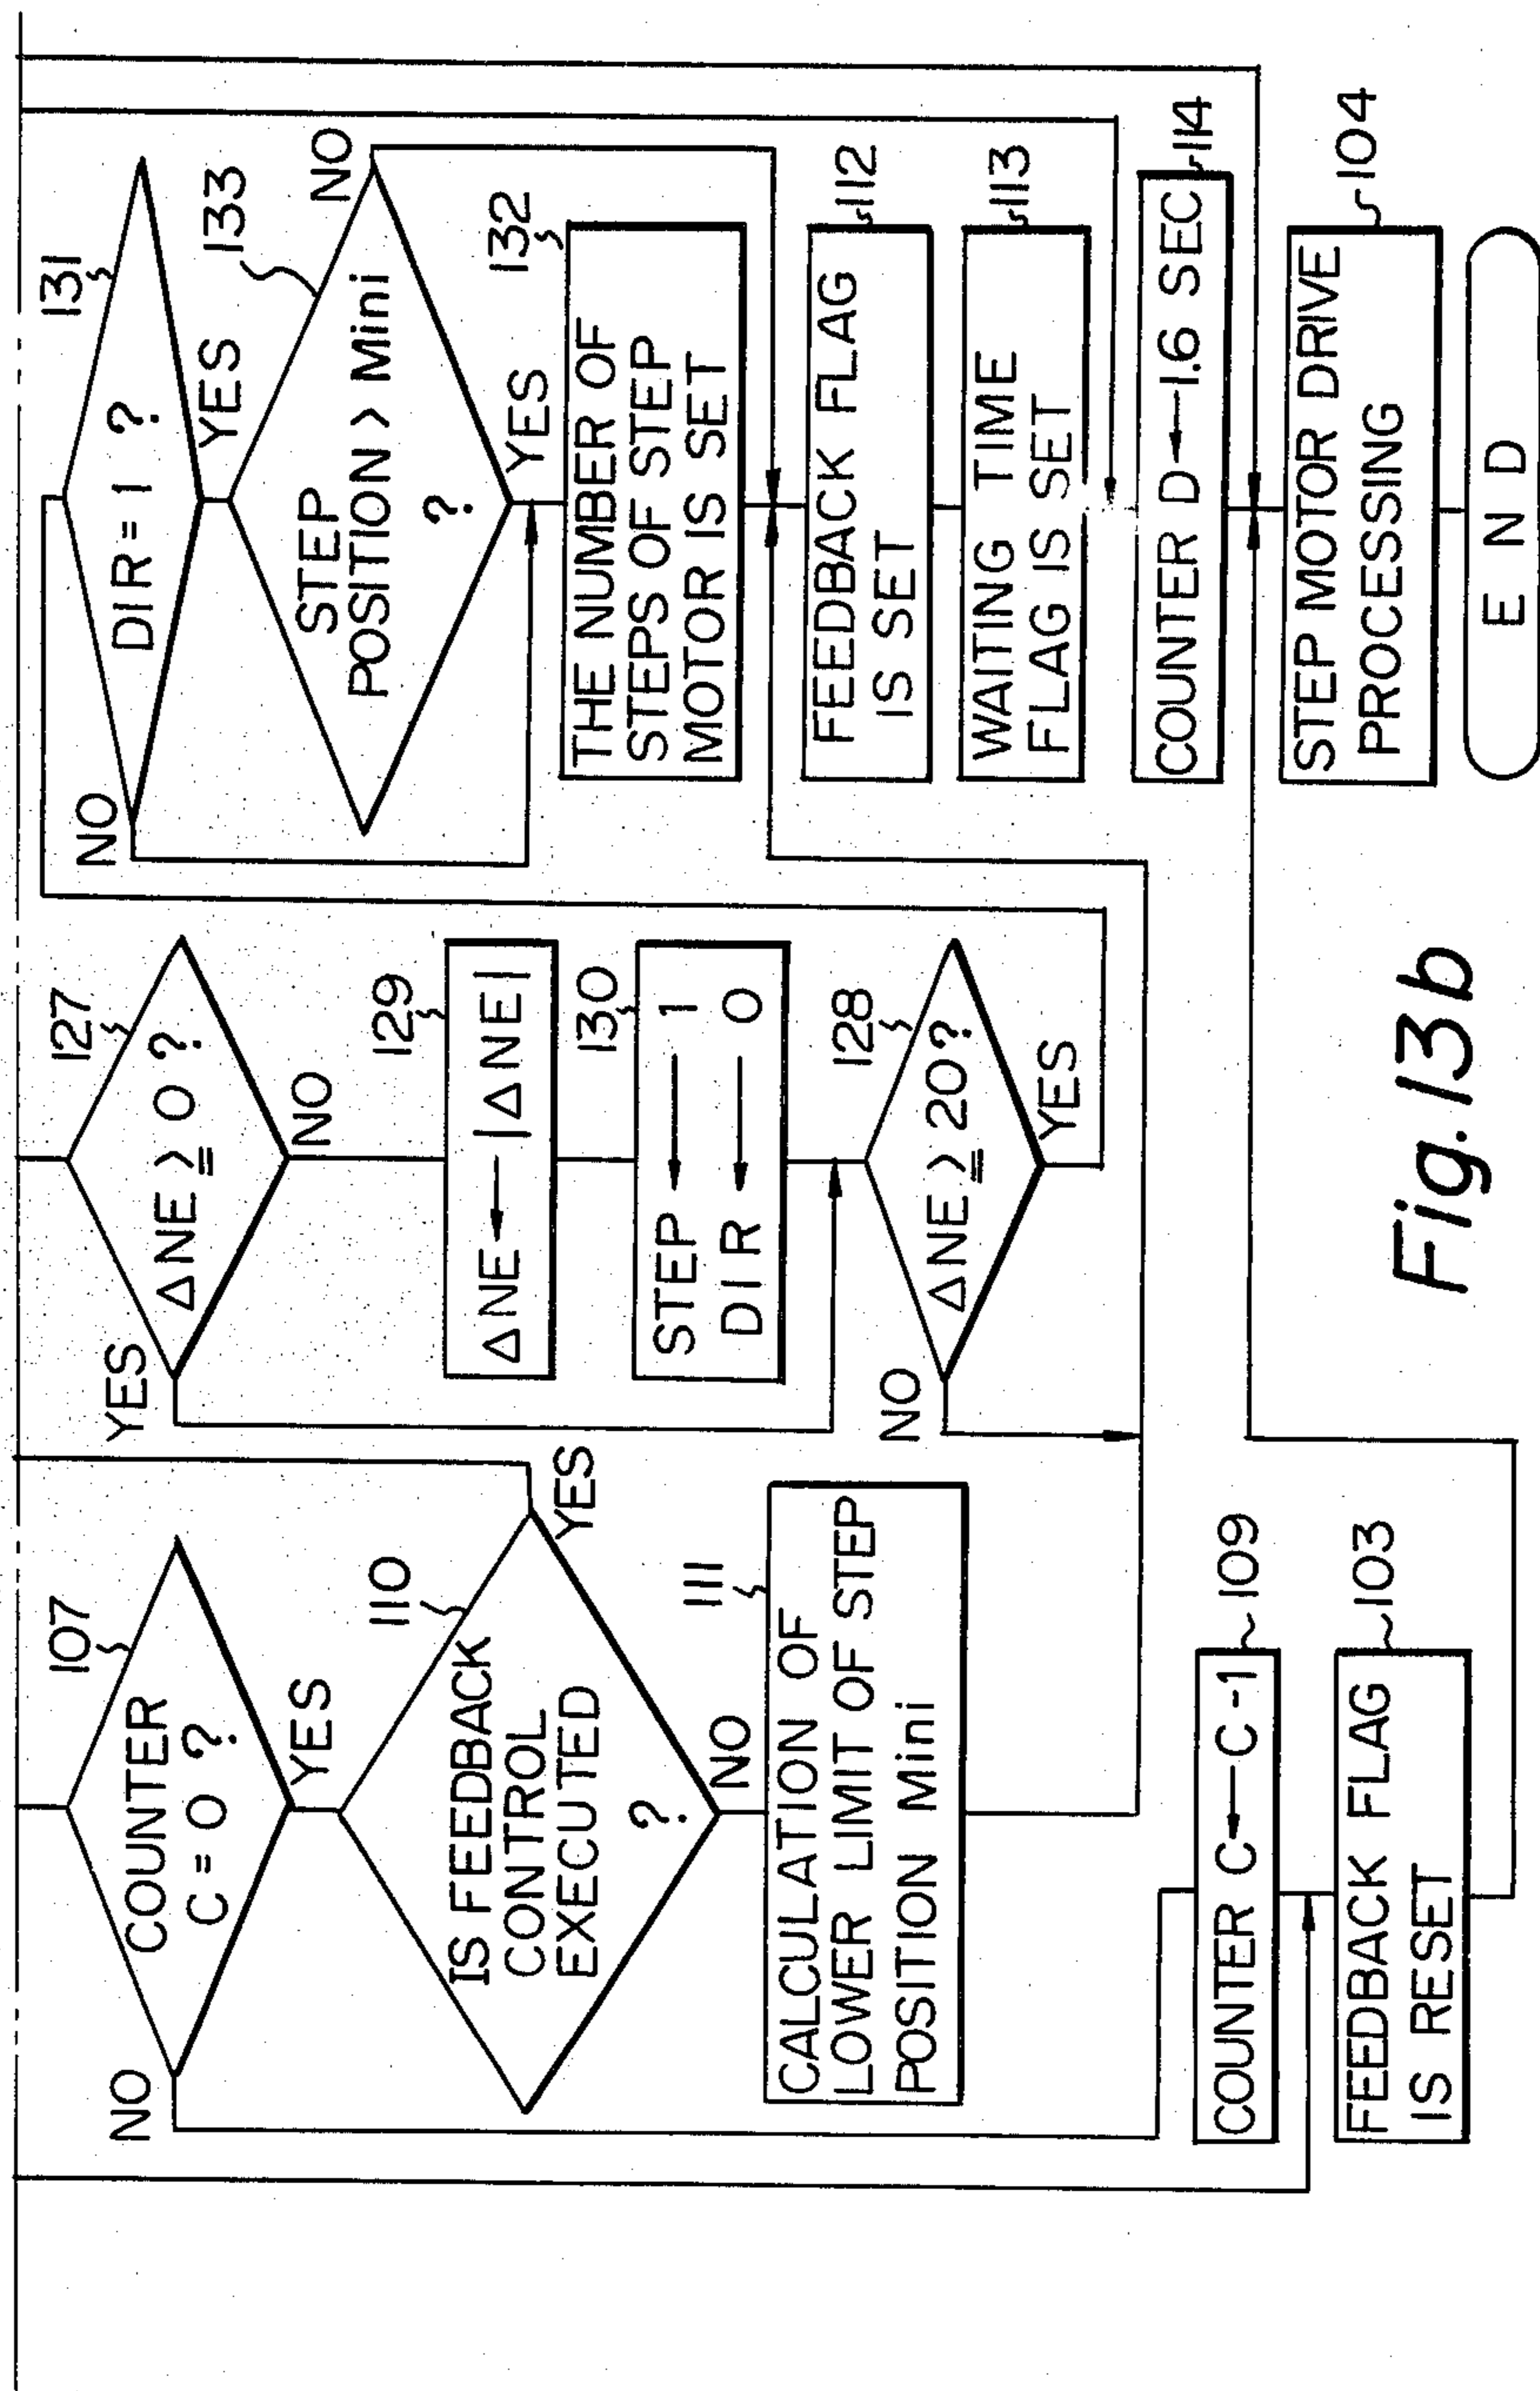 107
COUNTER
C = 0 ?
NO
YES
110
IS FEEDBACK
CONTROL
EXECUTED
?
YES
NO
111
CALCULATION OF
LOWER LIMIT OF STEP
POSITION Mini
COUNTER C ← C - 1
109
FEEDBACK FLAG
IS RESET
103
127
ΔNE ≧ 0 ?
YES
NO
129
ΔNE ← |ΔNE|
130
STEP ← 1
DIR ← 0
128
ΔNE ≧ 20 ?
NO
YES
131
DIR = 1 ?
NO
YES
133
STEP
POSITION > Mini
?
NO
YES
132
THE NUMBER OF
STEPS OF STEP
MOTOR IS SET
FEEDBACK FLAG
IS SET
112
WAITING TIME
FLAG IS SET
113
COUNTER D ← 1.6 SEC
114
STEP MOTOR DRIVE
PROCESSING
104
END
Fig. 13b